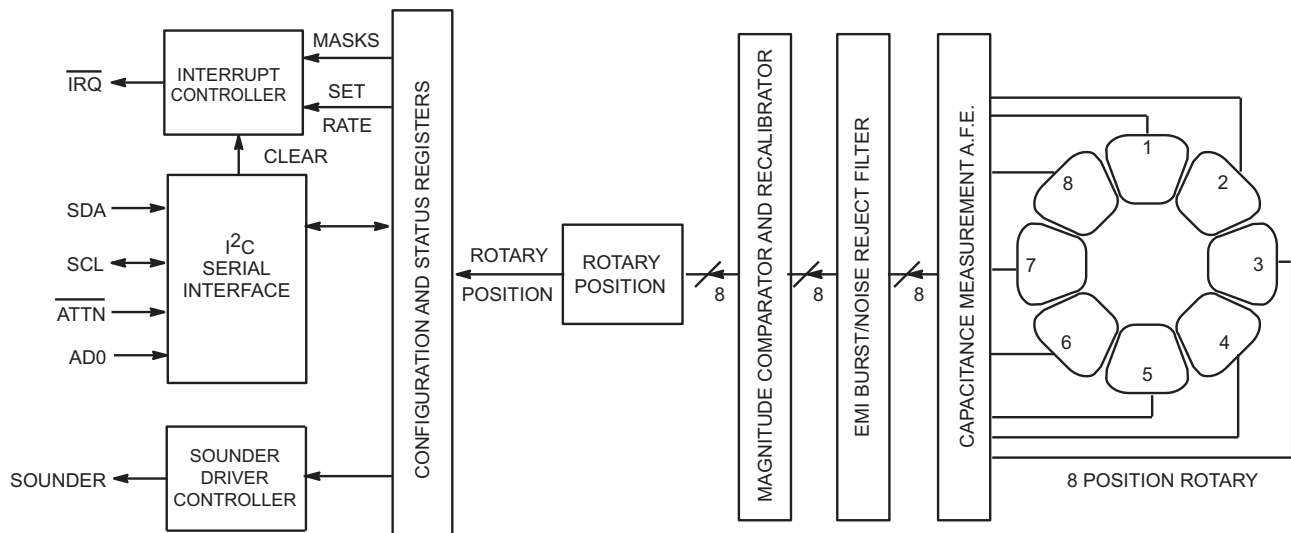 IRQ
INTERRUPT
CONTROLLER
MASKS
SET
RATE
CLEAR
SDA
SCL
ATTN
AD0
I2C
SERIAL
INTERFACE
SOUNDER
SOUNDER
DRIVER
CONTROLLER
CONFIGURATION AND STATUS REGISTERS
ROTARY
POSITION
ROTARY
POSITION
8
MAGNITUDE COMPARATOR AND RECALIBRATOR
8
EMI BURST/NOISE REJECT FILTER
8
CAPACITANCE MEASUREMENT A.F.E.
1
2
3
4
5
6
7
8
8 POSITION ROTARY